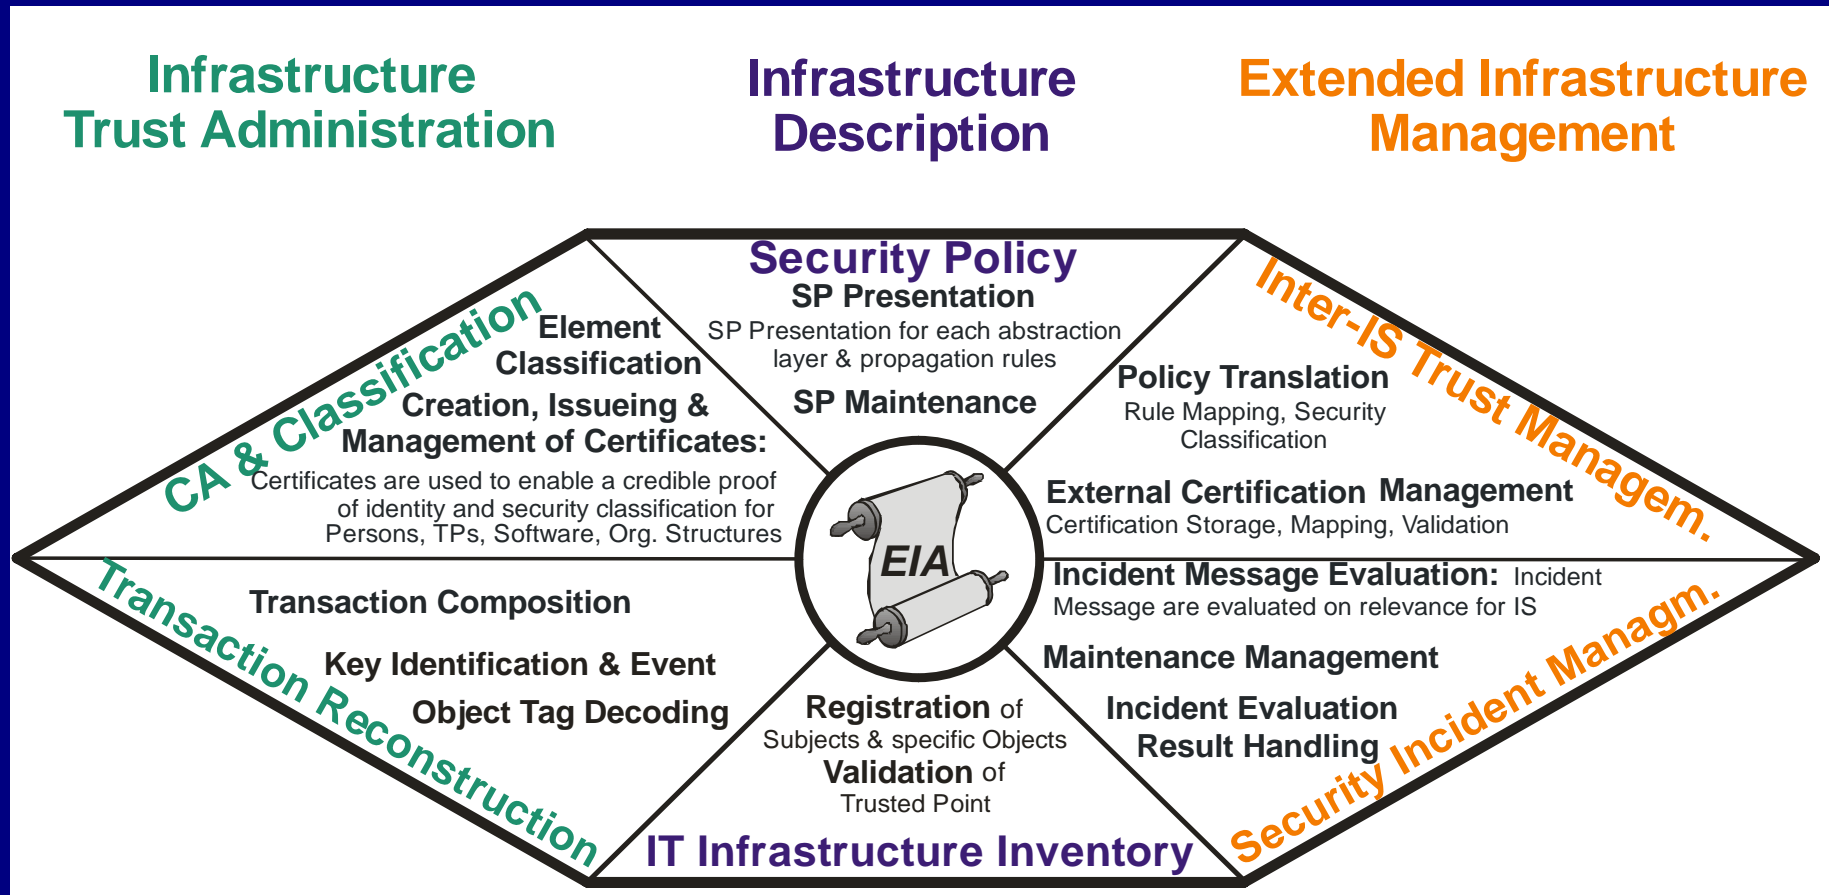 Infrastructure
Trust Administration
Infrastructure
Description
Extended Infrastructure
Management
CA & Classification
Element
Classification
Creation, Issueing &
Management of Certificates:
Certificates are used to enable a credible proof
of identity and security classification for
Persons, TPs, Software, Org. Structures
Security Policy
SP Presentation
SP Presentation for each abstraction
layer & propagation rules
SP Maintenance
Inter-IS Trust Managem.
Policy Translation
Rule Mapping, Security
Classification
External Certification Management
Certification Storage, Mapping, Validation
EIA
Transaction Reconstruction
Transaction Composition
Key Identification & Event
Object Tag Decoding
Registration of
Subjects & specific Objects
Validation of
Trusted Point
IT Infrastructure Inventory
Incident Message Evaluation: Incident
Message are evaluated on relevance for IS
Maintenance Management
Incident Evaluation
Result Handling
Security Incident Managm.